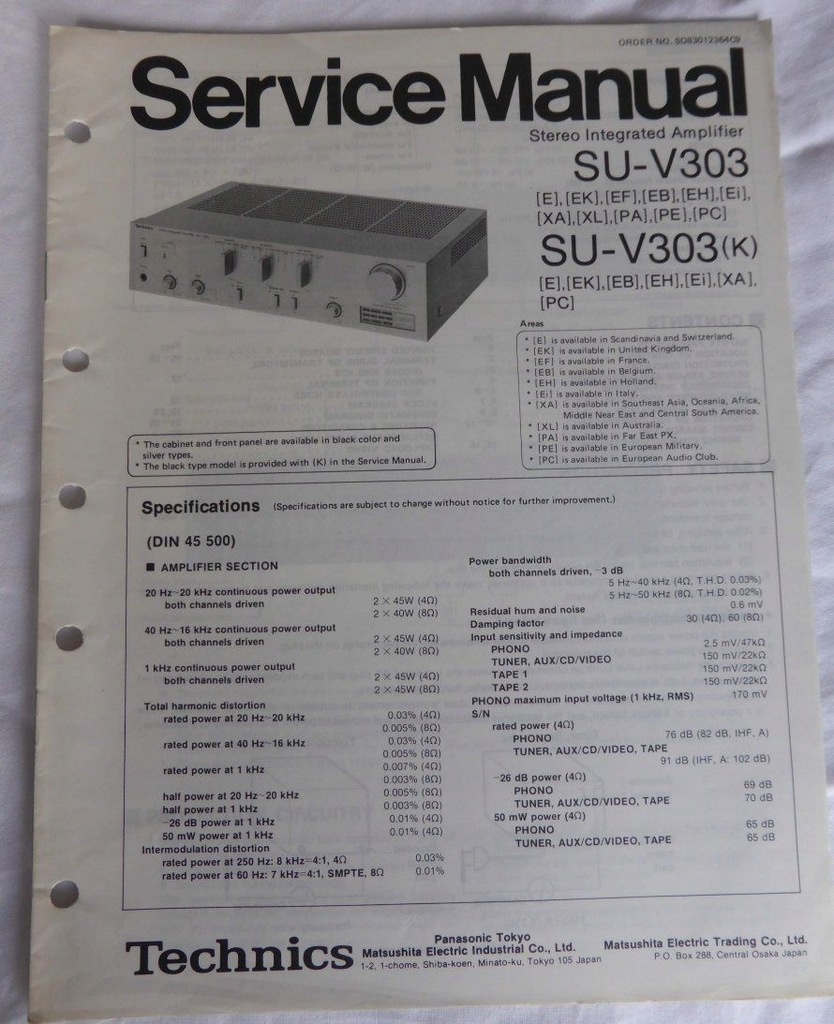 ORDER NO. SD83012364C9
Service Manual
Stereo Integrated Amplifier
SU-V303
[E],[EK],[EF],[EB],[EH],[Ei],
[XA],[XL],[PA],[PE],[PC]
SU-V303(K)
[E],[EK],[EB],[EH],[Ei],[XA],
[PC]
Areas
* [E] is available in Scandinavia and Switzerland.
* [EK] is available in United Kingdom.
* [EF] is available in France.
* [EB] is available in Belgium.
* [EH] is available in Holland.
* [Ei] is available in Italy.
* [XA] is available in Southeast Asia, Oceania, Africa,
Middle Near East and Central South America.
* [XL] is available in Australia.
* [PA] is available in Far East PX.
* [PE] is available in European Military.
* [PC] is available in European Audio Club.
* The cabinet and front panel are available in black color and
silver types.
* The black type model is provided with (K) in the Service Manual.
Specifications (Specifications are subject to change without notice for further improvement.)
(DIN 45 500)
■ AMPLIFIER SECTION
20 Hz~20 kHz continuous power output
both channels driven 2 × 45W (4Ω)
2 × 40W (8Ω)
40 Hz~16 kHz continuous power output
both channels driven 2 × 45W (4Ω)
2 × 40W (8Ω)
1 kHz continuous power output
both channels driven 2 × 45W (4Ω)
2 × 45W (8Ω)
Total harmonic distortion
rated power at 20 Hz~20 kHz 0.03% (4Ω)
0.005% (8Ω)
rated power at 40 Hz~16 kHz 0.03% (4Ω)
0.005% (8Ω)
rated power at 1 kHz 0.007% (4Ω)
0.003% (8Ω)
half power at 20 Hz~20 kHz 0.005% (8Ω)
half power at 1 kHz 0.003% (8Ω)
-26 dB power at 1 kHz 0.01% (4Ω)
50 mW power at 1 kHz 0.01% (4Ω)
Intermodulation distortion
rated power at 250 Hz: 8 kHz=4:1, 4Ω 0.03%
rated power at 60 Hz: 7 kHz=4:1, SMPTE, 8Ω 0.01%
Power bandwidth
both channels driven, -3 dB
5 Hz~40 kHz (4Ω, T.H.D. 0.03%)
5 Hz~50 kHz (8Ω, T.H.D. 0.02%)
Residual hum and noise 0.6 mV
Damping factor 30 (4Ω), 60 (8Ω)
Input sensitivity and impedance
PHONO 2.5 mV/47kΩ
TUNER, AUX/CD/VIDEO 150 mV/22kΩ
TAPE 1 150 mV/22kΩ
TAPE 2 150 mV/22kΩ
PHONO maximum input voltage (1 kHz, RMS) 170 mV
S/N
rated power (4Ω)
PHONO 76 dB (82 dB, IHF, A)
TUNER, AUX/CD/VIDEO, TAPE
91 dB (IHF, A: 102 dB)
-26 dB power (4Ω)
PHONO 69 dB
TUNER, AUX/CD/VIDEO, TAPE 70 dB
50 mW power (4Ω)
PHONO 65 dB
TUNER, AUX/CD/VIDEO, TAPE 65 dB
Technics
Panasonic Tokyo
Matsushita Electric Industrial Co., Ltd.
1-2, 1-chome, Shiba-koen, Minato-ku, Tokyo 105 Japan
Matsushita Electric Trading Co., Ltd.
P.O. Box 288, Central Osaka Japan